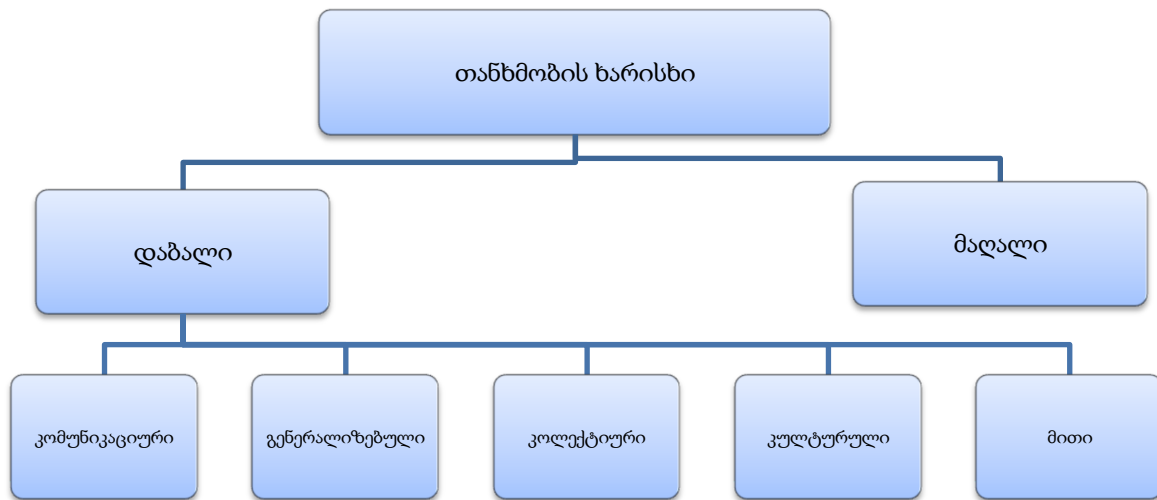 თანხმობის ხარისხი
დაბალი
მაღალი
კომუნიკაციური
გენერალიზებული
კოლექტიური
კულტურული
მითი